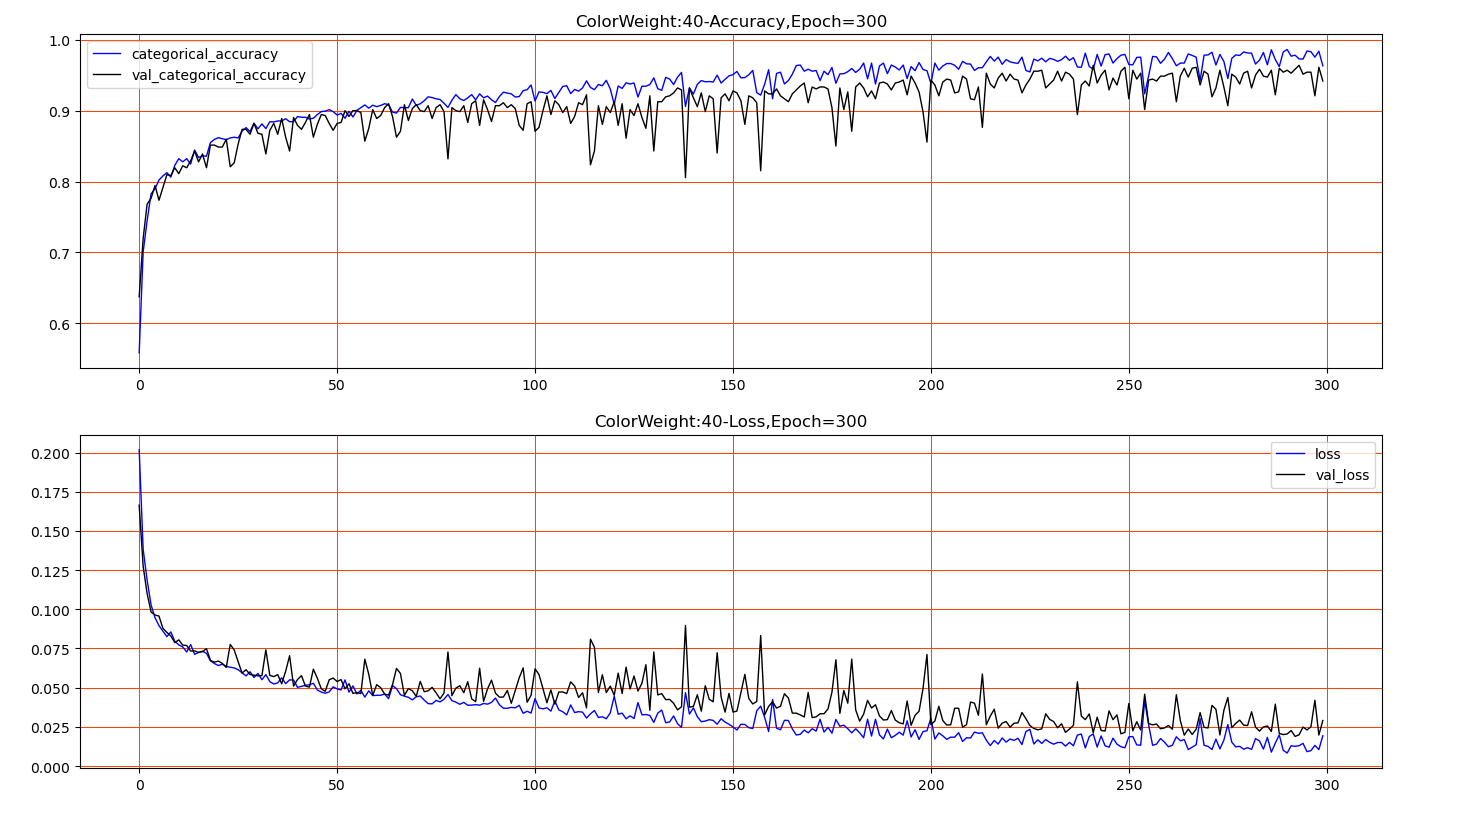 ColorWeight:40-Accuracy,Epoch=300
1.0
categorical_accuracy
val_categorical_accuracy
0.9
0.8
0.7
0.6
0 50 100 150 200 250 300
ColorWeight:40-Loss,Epoch=300
0.200
loss
val_loss
0.175
0.150
0.125
0.100
0.075
0.050
0.025
0.000
0 50 100 150 200 250 300